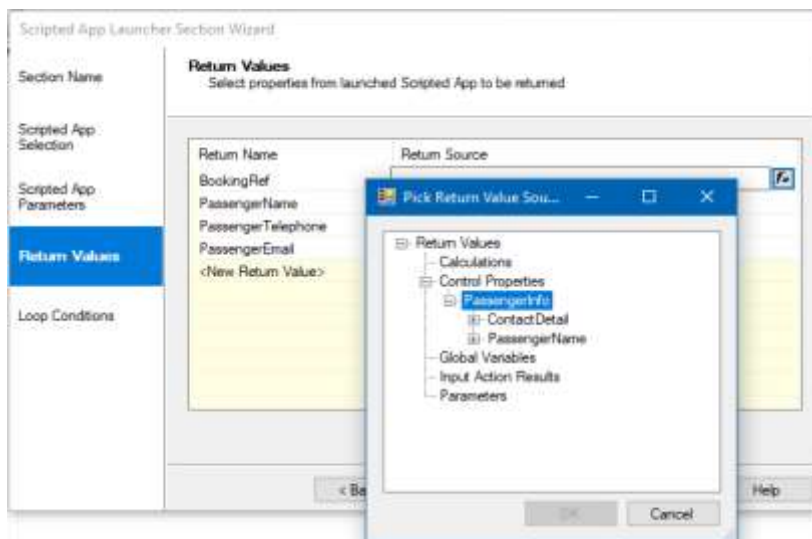 Scripted App Launcher Section Wizard
Section Name
Scripted App
Selection
Scripted App
Parameters
Return Values
Loop Conditions
Return Values
Select properties from launched Scripted App to be returned
Return Name Return Source
BookingRef
PassengerName
PassengerTelephone
PassengerEmail
<New Return Value>
Pick Return Value Sou...
Return Values
Calculations
Control Properties
PassengerInfo
ContactDetail
PassengerName
Global Variables
Input Action Results
Parameters
OK Cancel
< Ba
Help